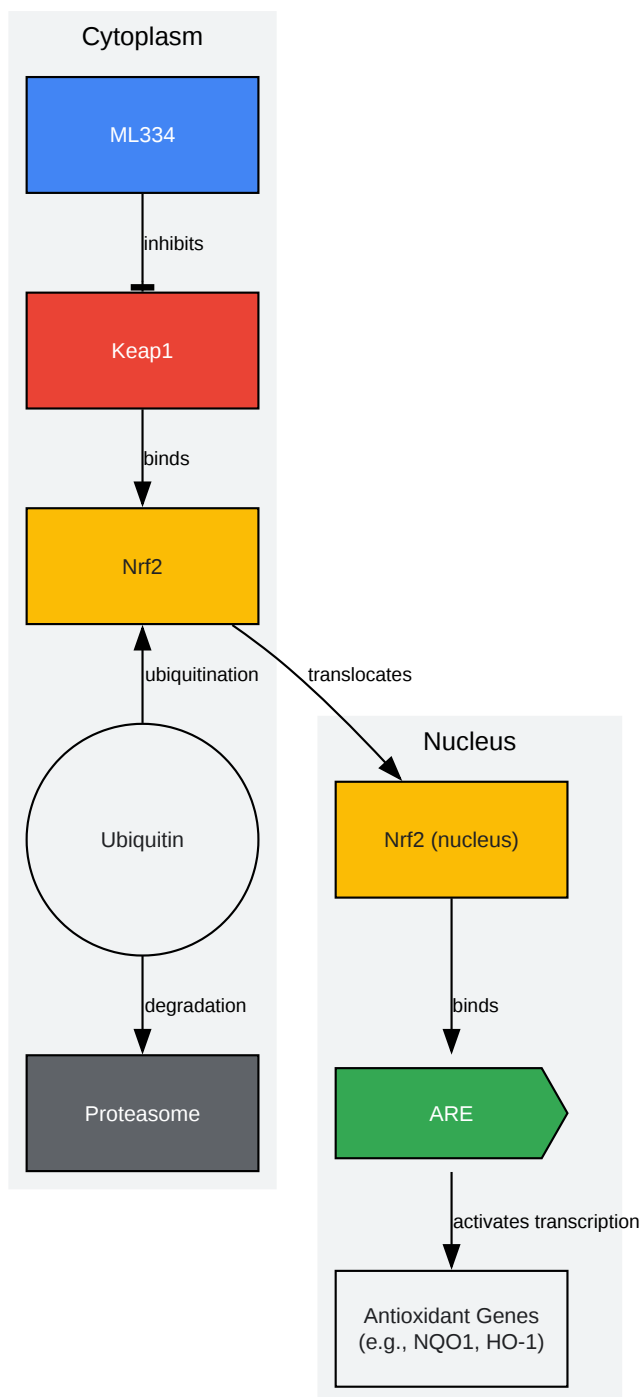 Cytoplasm
ML334
inhibits
Keap1
binds
Nrf2
ubiquitination
translocates
Nucleus
Ubiquitin
Nrf2 (nucleus)
degradation
binds
Proteasome
ARE
activates transcription
Antioxidant Genes
(e.g., NQO1, HO-1)